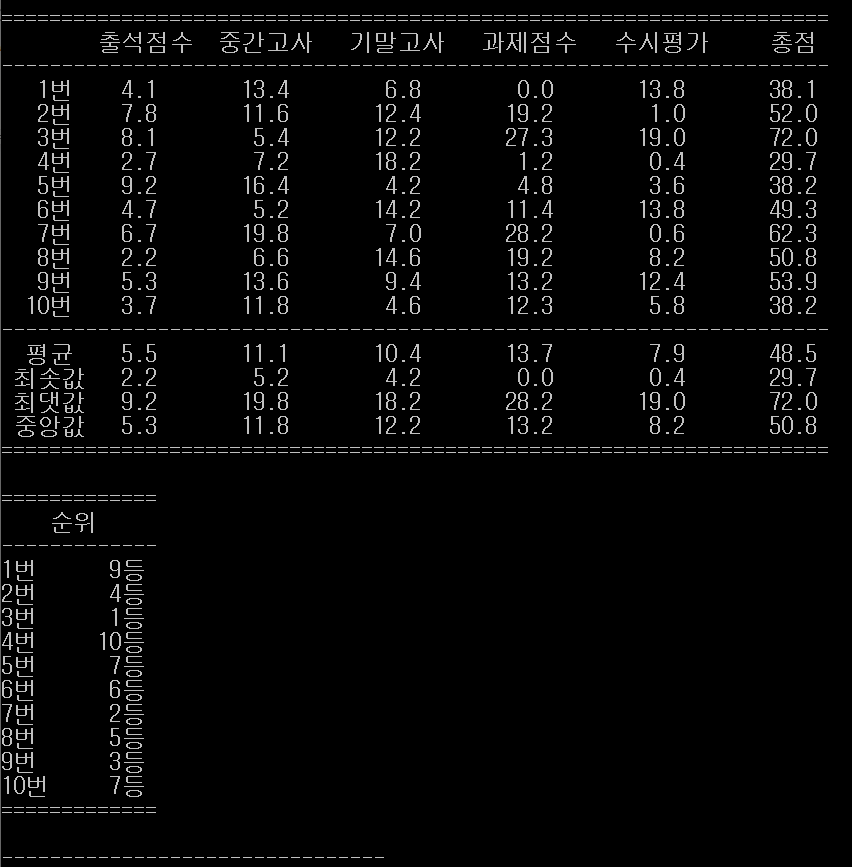 출석점수 중간고사 기말고사 과제점수 수시평가 총점
1번 4.1 13.4 6.8 0.0 13.8 38.1
2번 7.8 11.6 12.4 19.2 1.0 52.0
3번 8.1 5.4 12.2 27.3 19.0 72.0
4번 2.7 7.2 18.2 1.2 0.4 29.7
5번 9.2 16.4 4.2 4.8 3.6 38.2
6번 4.7 5.2 14.2 11.4 13.8 49.3
7번 6.7 19.8 7.0 28.2 0.6 62.3
8번 2.2 6.6 14.6 19.2 8.2 50.8
9번 5.3 13.6 9.4 13.2 12.4 53.9
10번 3.7 11.8 4.6 12.3 5.8 38.2
평균 5.5 11.1 10.4 13.7 7.9 48.5
최솟값 2.2 5.2 4.2 0.0 0.4 29.7
최댓값 9.2 19.8 18.2 28.2 19.0 72.0
중앙값 5.3 11.8 12.2 13.2 8.2 50.8
순위
1번 9등
2번 4등
3번 1등
4번 10등
5번 7등
6번 6등
7번 2등
8번 5등
9번 3등
10번 7등